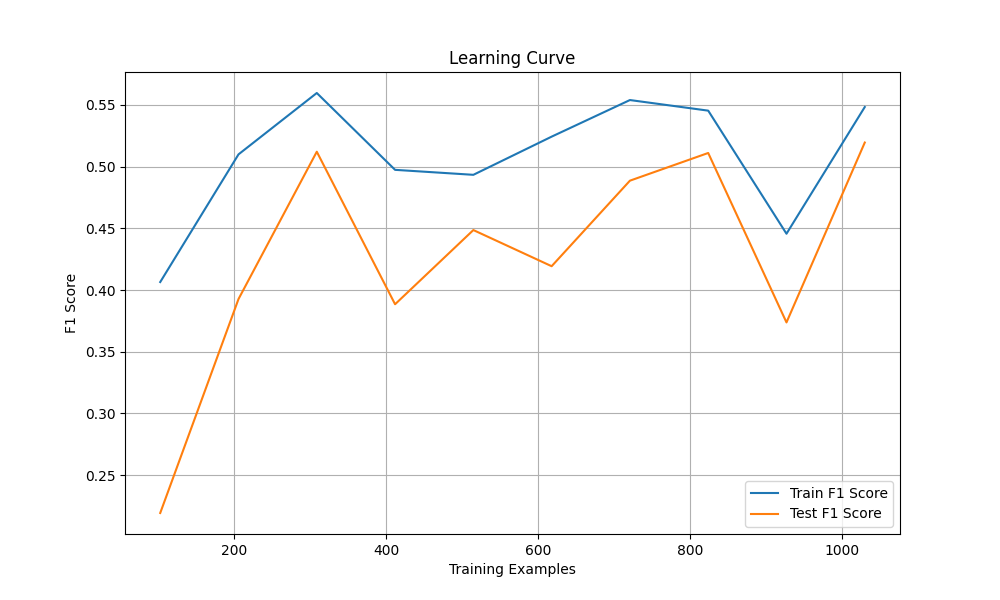 Learning Curve
F1 Score
0.55
0.50
0.45
0.40
0.35
0.30
0.25
Train F1 Score
Test F1 Score
200 400 600 800 1000
Training Examples